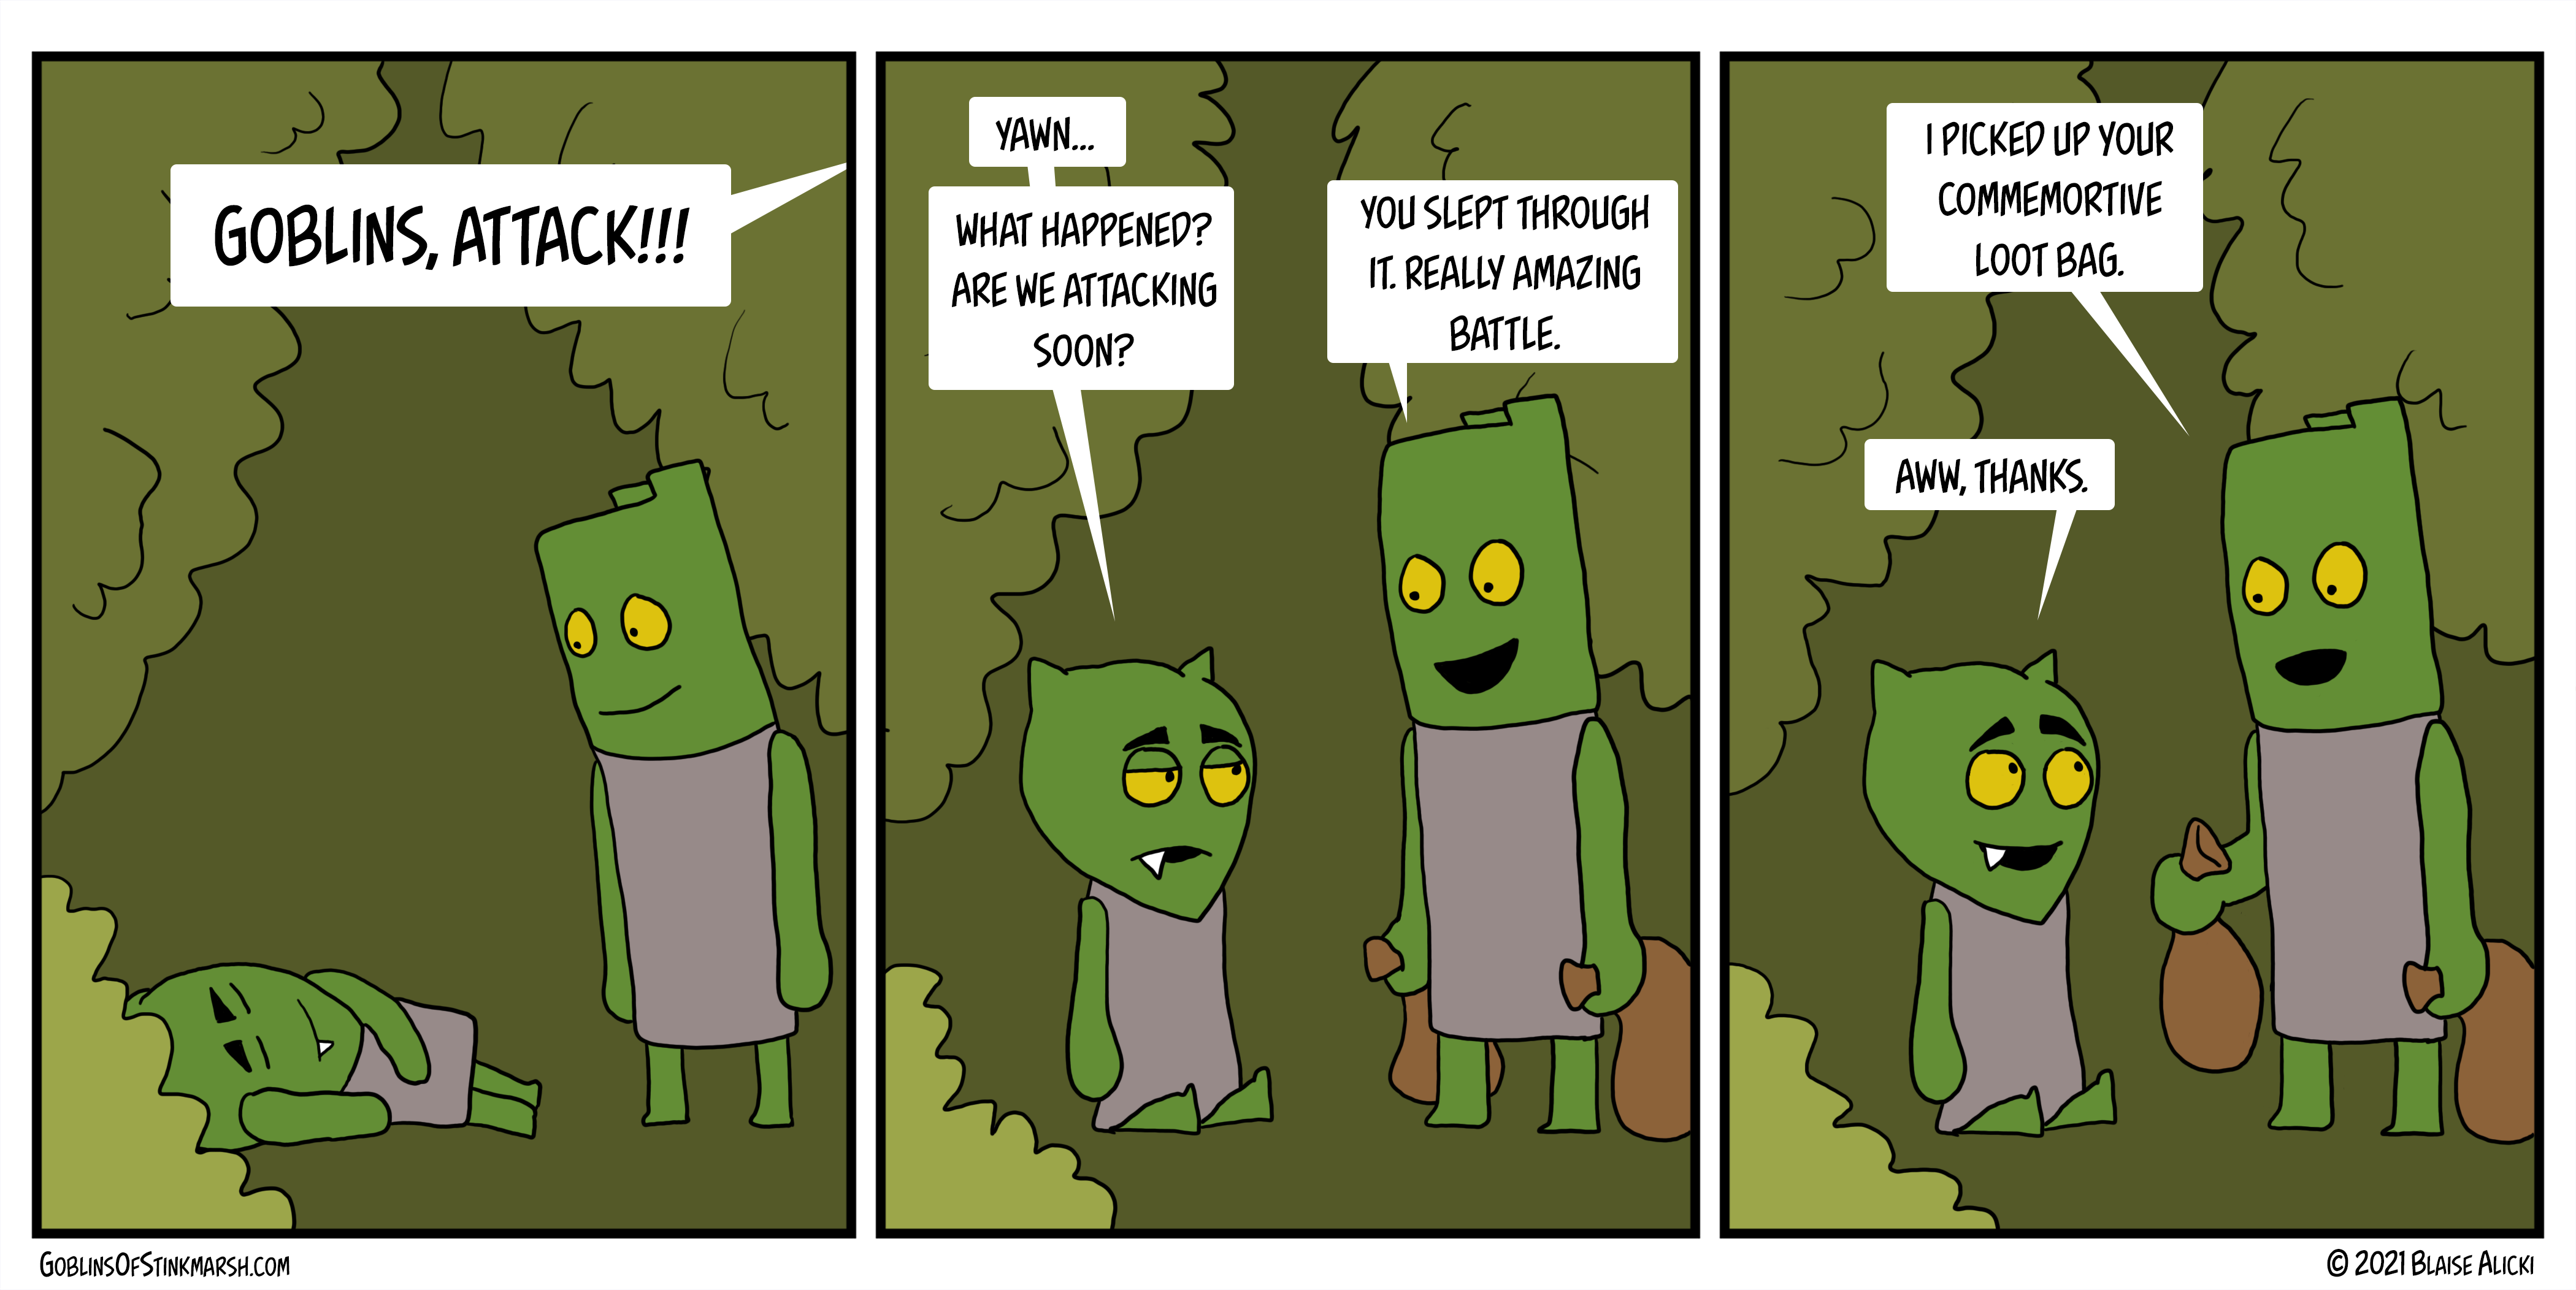 GOBLINS, ATTACK!!!
YAWN...
WHAT HAPPENED?
ARE WE ATTACKING
SOON?
YOU SLEPT THROUGH
IT. REALLY AMAZING
BATTLE.
I PICKED UP YOUR
COMMEMORTIVE
LOOT BAG.
AWW, THANKS.
GOBLINSOFSTINKMARSH.COM
© 2021 BLAISE ALICKI